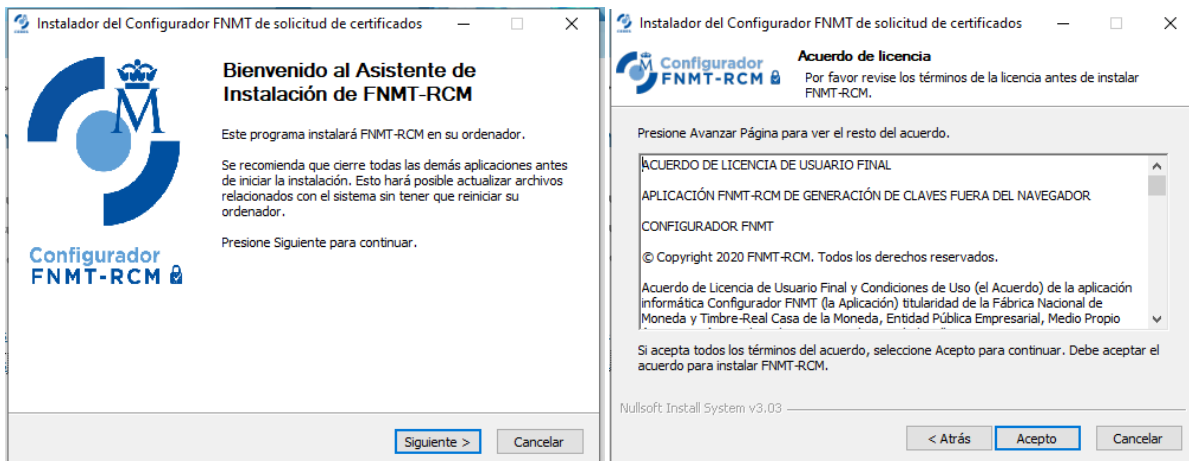 Instalador del Configurador FNMT de solicitud de certificados
Bienvenido al Asistente de
Instalación de FNMT-RCM
Este programa instalará FNMT-RCM en su ordenador.
Se recomienda que cierre todas las demás aplicaciones antes
de iniciar la instalación. Esto hará posible actualizar archivos
relacionados con el sistema sin tener que reiniciar su
ordenador.
Presione Siguiente para continuar.
M
Configurador
FNMT-RCM
Siguiente >
Cancelar
Instalador del Configurador FNMT de solicitud de certificados
Configurador
FNMT-RCM
Acuerdo de licencia
Por favor revise los términos de la licencia antes de instalar
FNMT-RCM.
Presione Avanzar Página para ver el resto del acuerdo.
ACUERDO DE LICENCIA DE USUARIO FINAL
APLICACIÓN FNMT-RCM DE GENERACIÓN DE CLAVES FUERA DEL NAVEGADOR
CONFIGURADOR FNMT
© Copyright 2020 FNMT-RCM. Todos los derechos reservados.
Acuerdo de Licencia de Usuario Final y Condiciones de Uso (el Acuerdo) de la aplicación
informática Configurador FNMT (la Aplicación) titularidad de la Fábrica Nacional de
Moneda y Timbre-Real Casa de la Moneda, Entidad Pública Empresarial, Medio Propio
Si acepta todos los términos del acuerdo, seleccione Acepto para continuar. Debe aceptar el
acuerdo para instalar FNMT-RCM.
Nullsoft Install System v3.03
< Atrás
Acepto
Cancelar